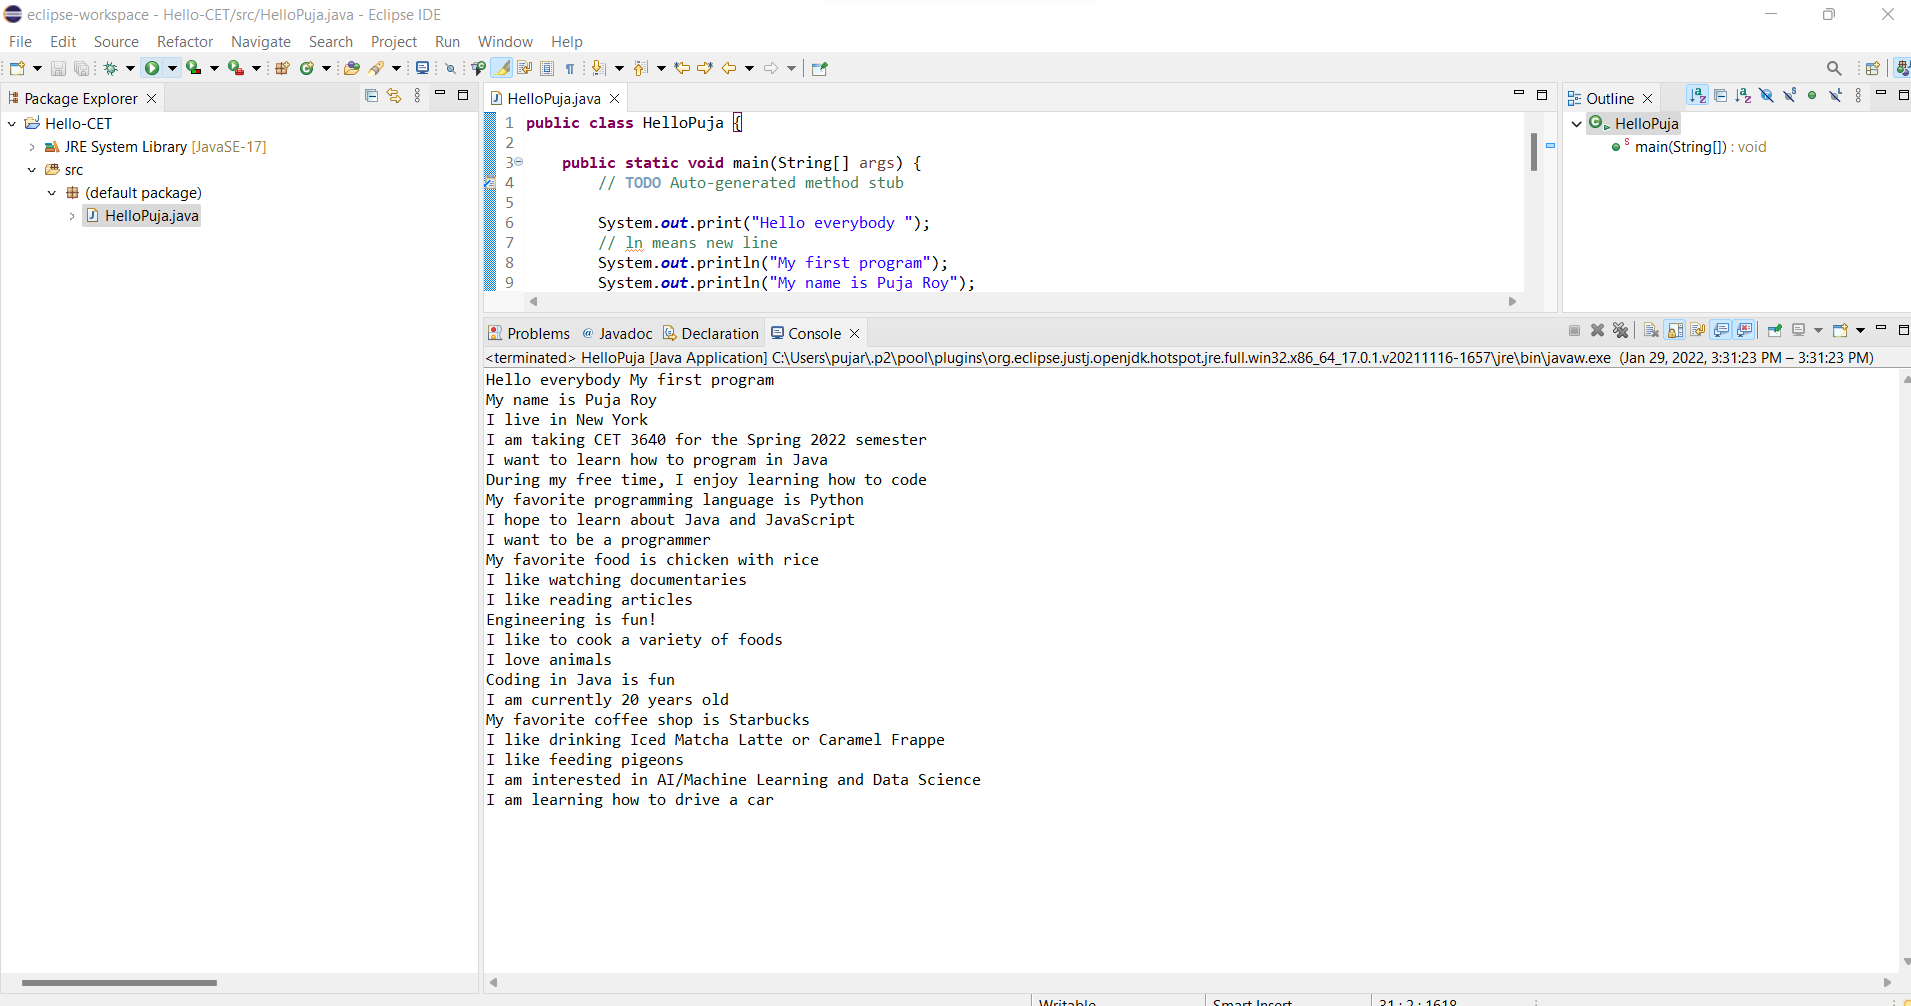 eclipse-workspace - Hello-CET/src/HelloPuja.java - Eclipse IDE
File Edit Source Refactor Navigate Search Project Run Window Help
Package Explorer
Hello-CET
JRE System Library [JavaSE-17]
src
(default package)
HelloPuja.java
HelloPuja.java
1 public class HelloPuja {
2
3 public static void main(String[] args) {
4 // TODO Auto-generated method stub
5
6 System.out.print("Hello everybody ");
7 // ln means new line
8 System.out.println("My first program");
9 System.out.println("My name is Puja Roy");
Outline
HelloPuja
main(String[]) : void
Problems Javadoc Declaration Console
<terminated> HelloPuja [Java Application] C:\Users\pujar\.p2\pool\plugins\org.eclipse.justj.openjdk.hotspot.jre.full.win32.x86_64_17.0.1.v20211116-1657\jre\bin\javaw.exe (Jan 29, 2022, 3:31:23 PM – 3:31:23 PM)
Hello everybody My first program
My name is Puja Roy
I live in New York
I am taking CET 3640 for the Spring 2022 semester
I want to learn how to program in Java
During my free time, I enjoy learning how to code
My favorite programming language is Python
I hope to learn about Java and JavaScript
I want to be a programmer
My favorite food is chicken with rice
I like watching documentaries
I like reading articles
Engineering is fun!
I like to cook a variety of foods
I love animals
Coding in Java is fun
I am currently 20 years old
My favorite coffee shop is Starbucks
I like drinking Iced Matcha Latte or Caramel Frappe
I like feeding pigeons
I am interested in AI/Machine Learning and Data Science
I am learning how to drive a car
Writable Smart Insert 31 : 2 : 1618